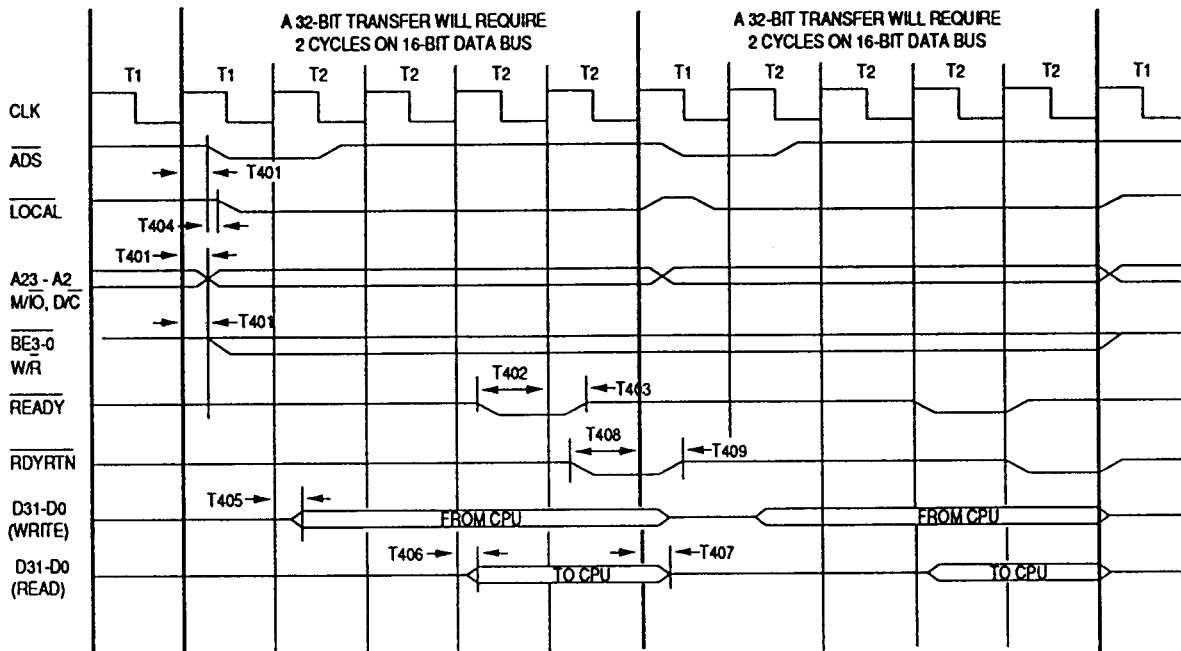 A 32-BIT TRANSFER WILL REQUIRE
2 CYCLES ON 16-BIT DATA BUS
A 32-BIT TRANSFER WILL REQUIRE
2 CYCLES ON 16-BIT DATA BUS
T1 T1 T2 T2 T2 T2 T1 T2 T2 T2 T2 T1
CLK
ADS
T401
LOCAL
T404
T401
A23 - A2
M/IO, D/C
T401
BE3-0
W/R
T402
T403
READY
T408
T409
RDYRTN
T405
D31-D0
(WRITE)
FROM CPU FROM CPU
T406 T407
D31-D0
(READ)
TO CPU TO CPU